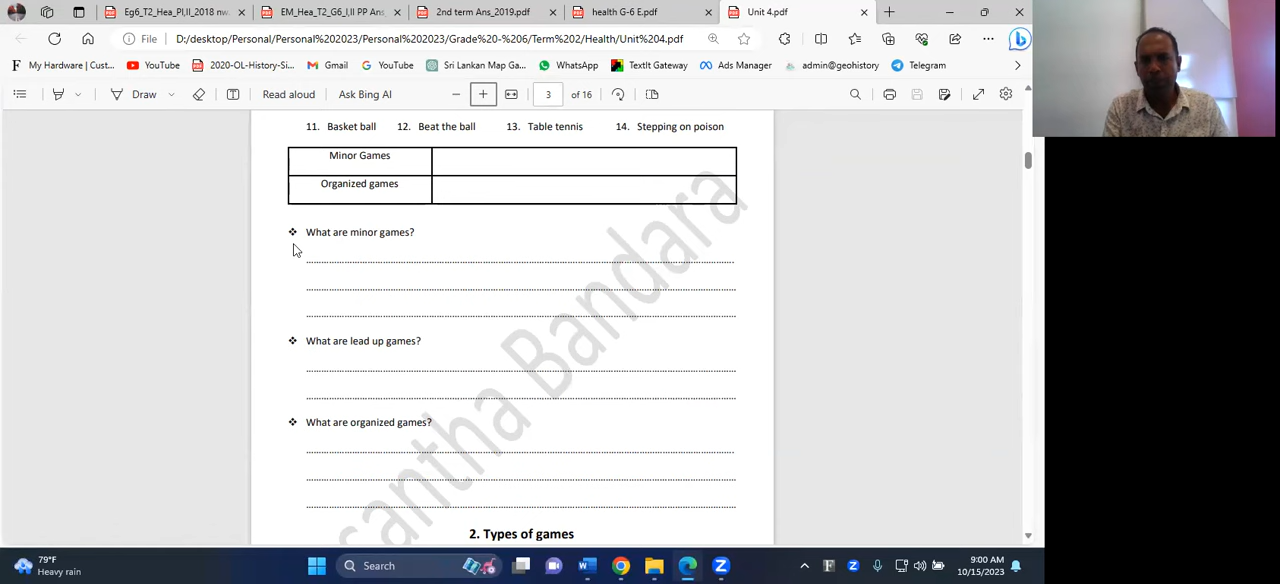 Eg6_T2_Hea_PI,II_2018 nw.
EM_Hea_T2_G6_I,II PP Ans
2nd term Ans_2019.pdf
health G-6 E.pdf
Unit 4.pdf
File
D:/desktop/Personal/Personal%202023/Personal%202023/Grade%20-%206/Term%202/Health/Unit%204.pdf
My Hardware | Cust...
YouTube
2020-OL-History-Si...
Gmail
YouTube
Sri Lankan Map Ga...
WhatsApp
TextIt Gateway
Ads Manager
admin@geohistory
Telegram
Draw
Read aloud
Ask Bing AI
3
of 16
11. Basket ball 12. Beat the ball 13. Table tennis 14. Stepping on poison
Minor Games
Organized games
❖ What are minor games?
❖ What are lead up games?
❖ What are organized games?
santha Bandara
2. Types of games
79°F
Heavy rain
Search
9:00 AM
10/15/2023